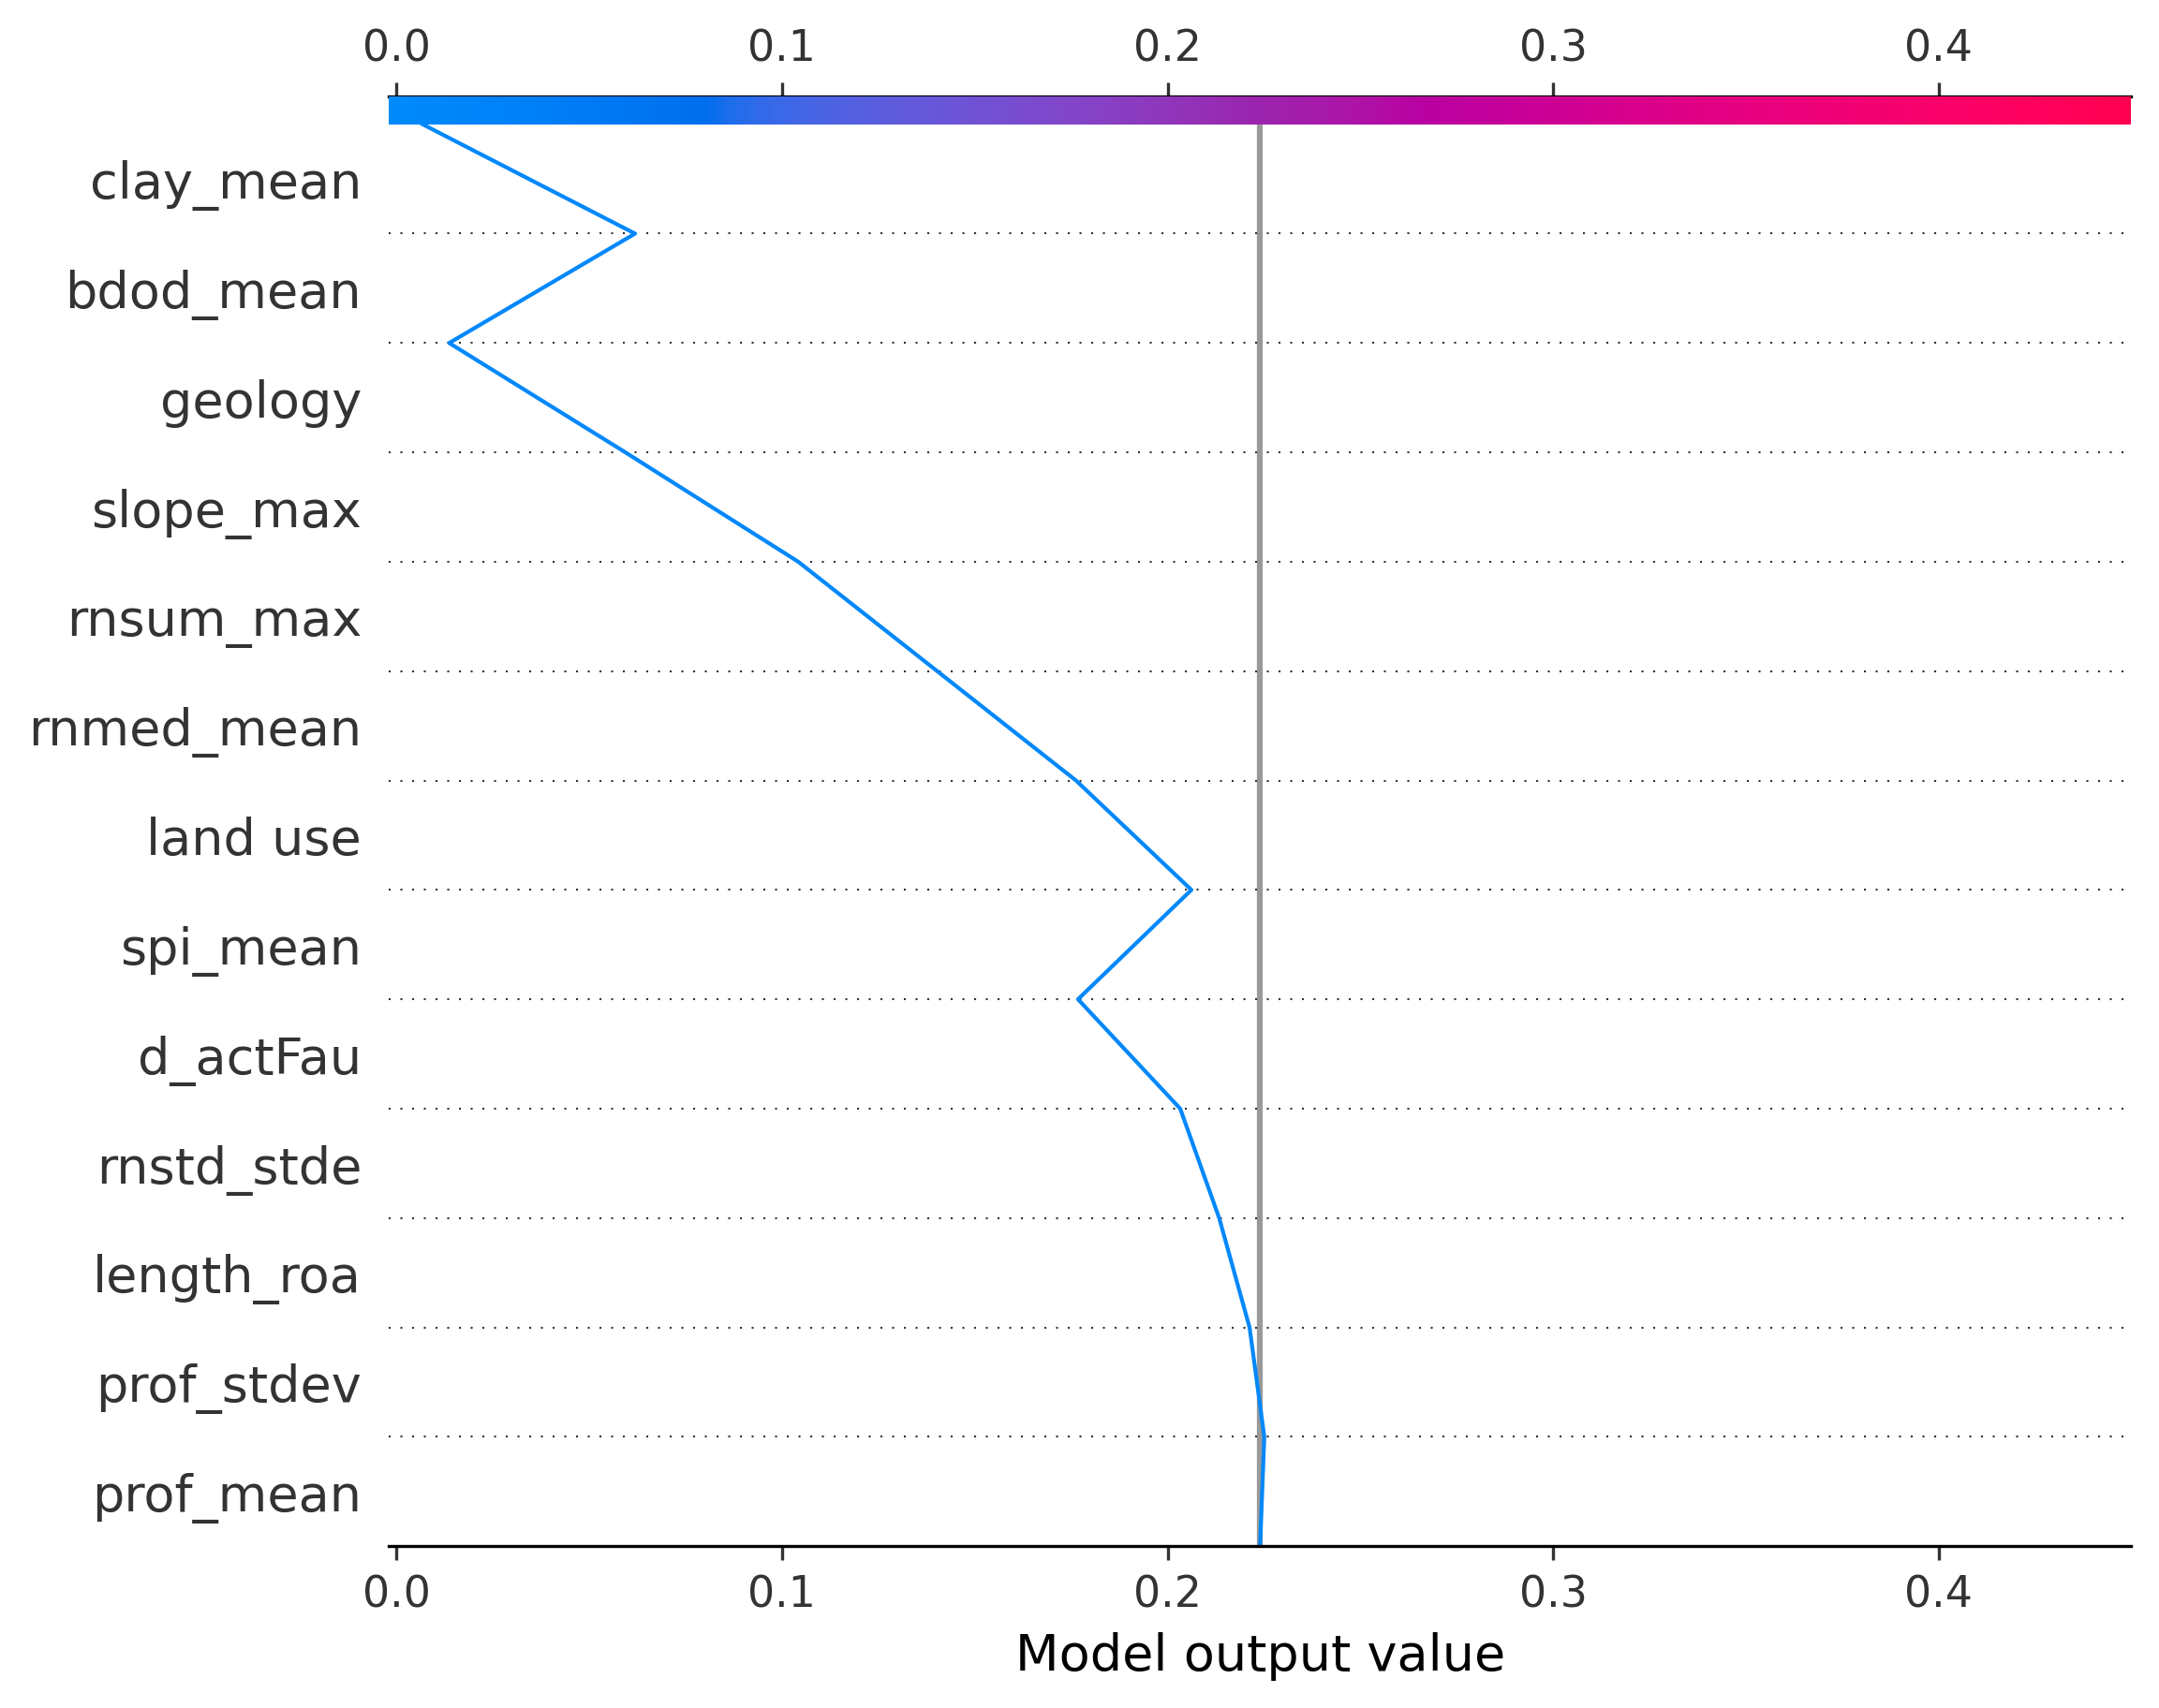 0.0 0.1 0.2 0.3 0.4
clay_mean
bdod_mean
geology
slope_max
rnsum_max
rnmed_mean
land use
spi_mean
d_actFau
rnstd_stde
length_roa
prof_stdev
prof_mean
0.0 0.1 0.2 0.3 0.4
Model output value